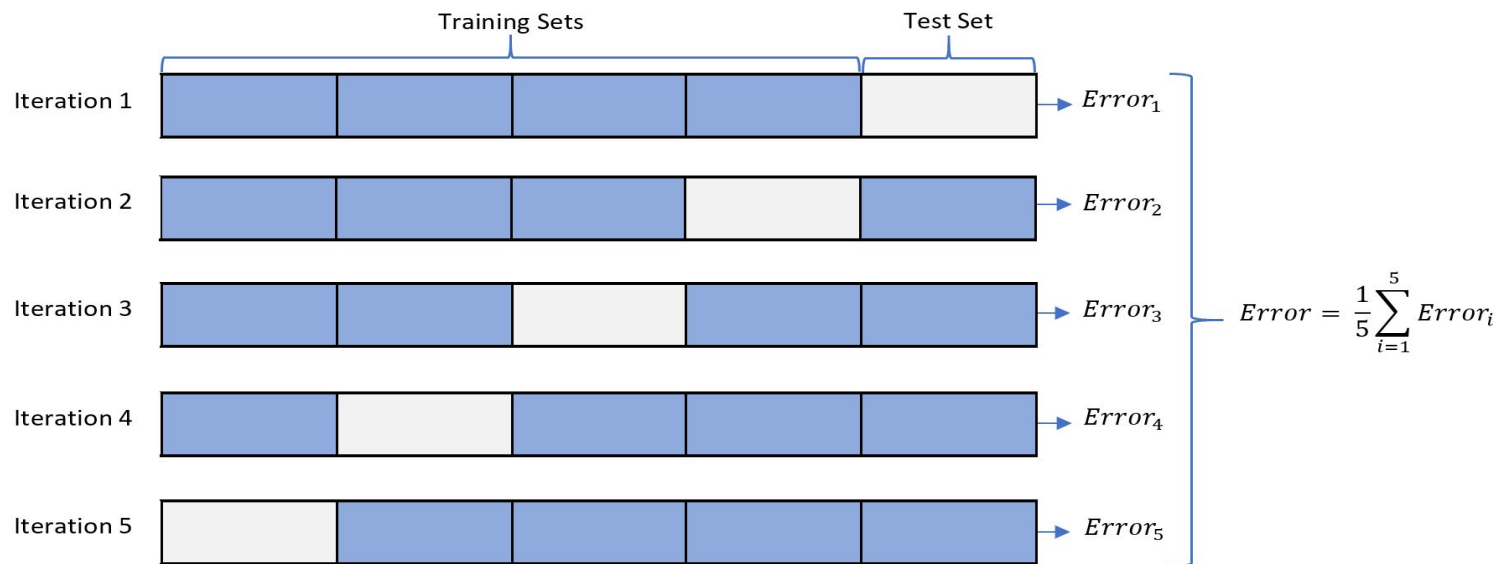 Training Sets
Test Set
Iteration 1
Error₁
Iteration 2
Error₂
Iteration 3
Error₃
Iteration 4
Error₄
Iteration 5
Error₅
Error = 1/5 ∑_{i=1}^{5} Errorᵢ